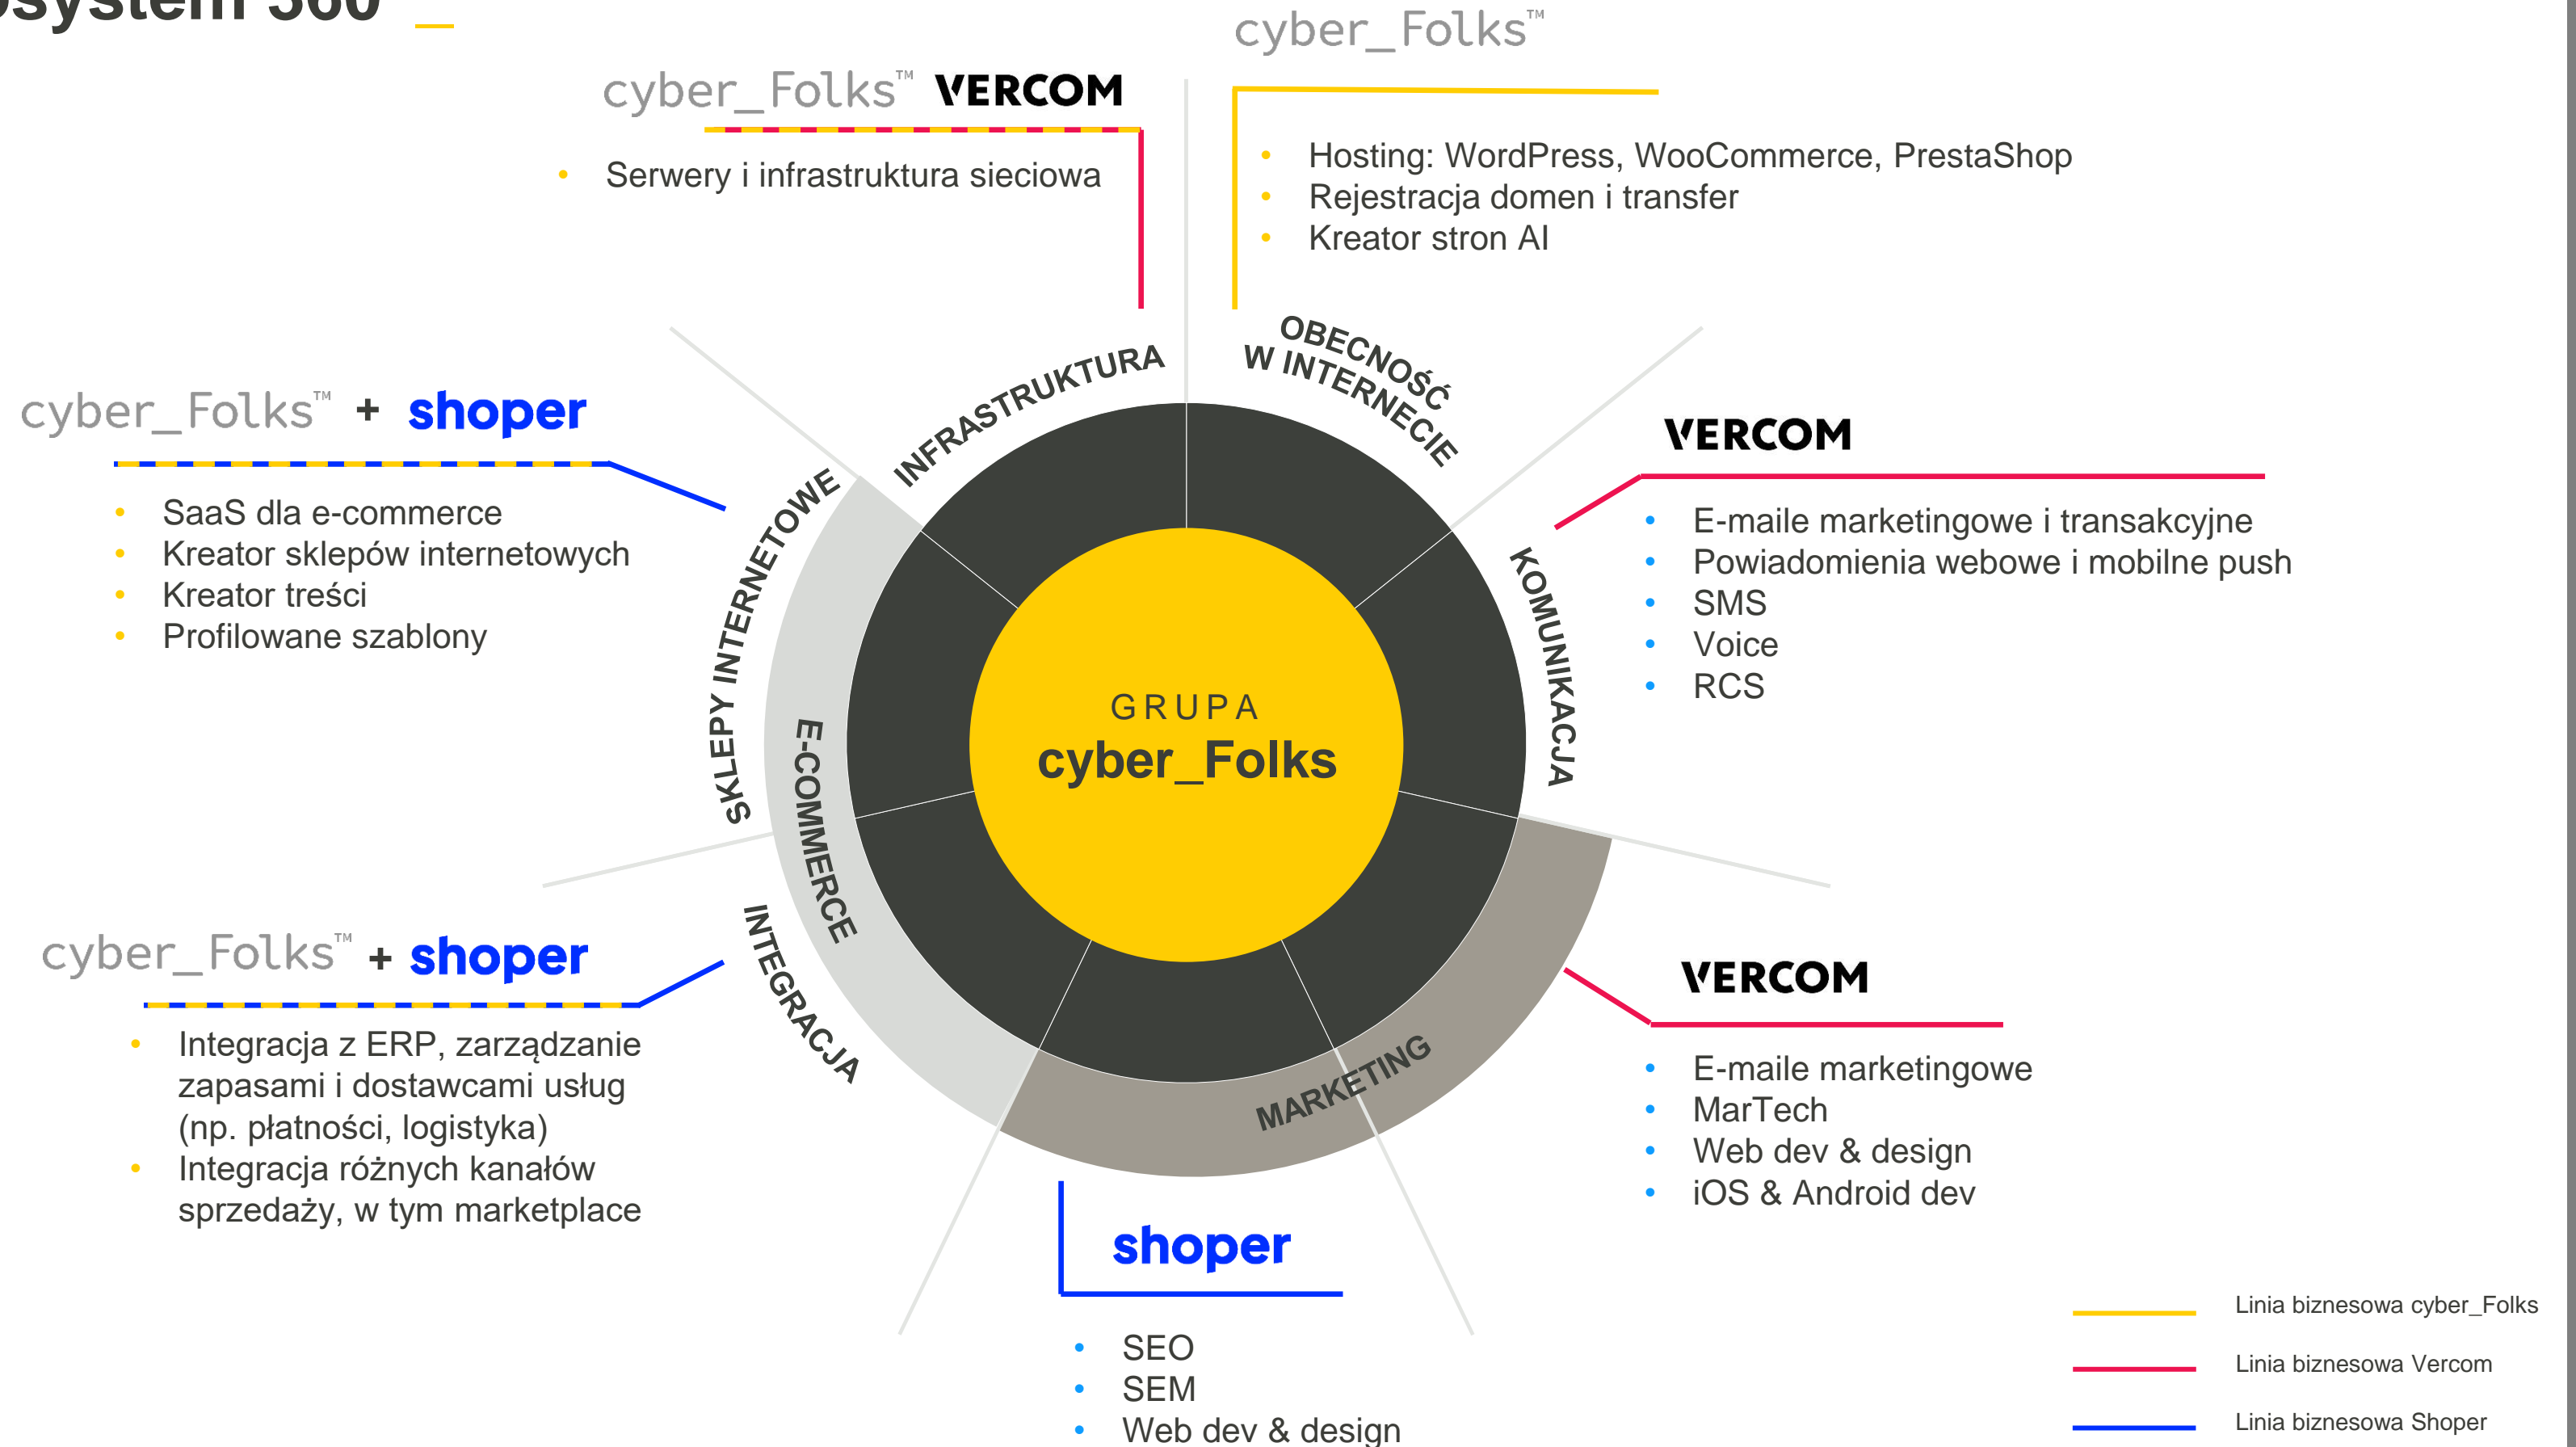 osystem 360 _
cyber_Folks™
Hosting: WordPress, WooCommerce, PrestaShop
Rejestracja domen i transfer
Kreator stron AI
cyber_Folks™ VERCOM
Serwery i infrastruktura sieciowa
OBECNOŚĆ
W INTERNECIE
INFRASTRUKTURA
cyber_Folks™ + shoper
SaaS dla e-commerce
Kreator sklepów internetowych
Kreator treści
Profilowane szablony
SKLEPY INTERNETOWE
VERCOM
E-maile marketingowe i transakcyjne
Powiadomienia webowe i mobilne push
SMS
Voice
RCS
KOMUNIKACJA
GRUPA
cyber_Folks
E-COMMERCE
INTEGRACJA
cyber_Folks™ + shoper
Integracja z ERP, zarządzanie
zapasami i dostawcami usług
(np. płatności, logistyka)
Integracja różnych kanałów
sprzedaży, w tym marketplace
MARKETING
VERCOM
E-maile marketingowe
MarTech
Web dev & design
iOS & Android dev
shoper
SEO
SEM
Web dev & design
Linia biznesowa cyber_Folks
Linia biznesowa Vercom
Linia biznesowa Shoper